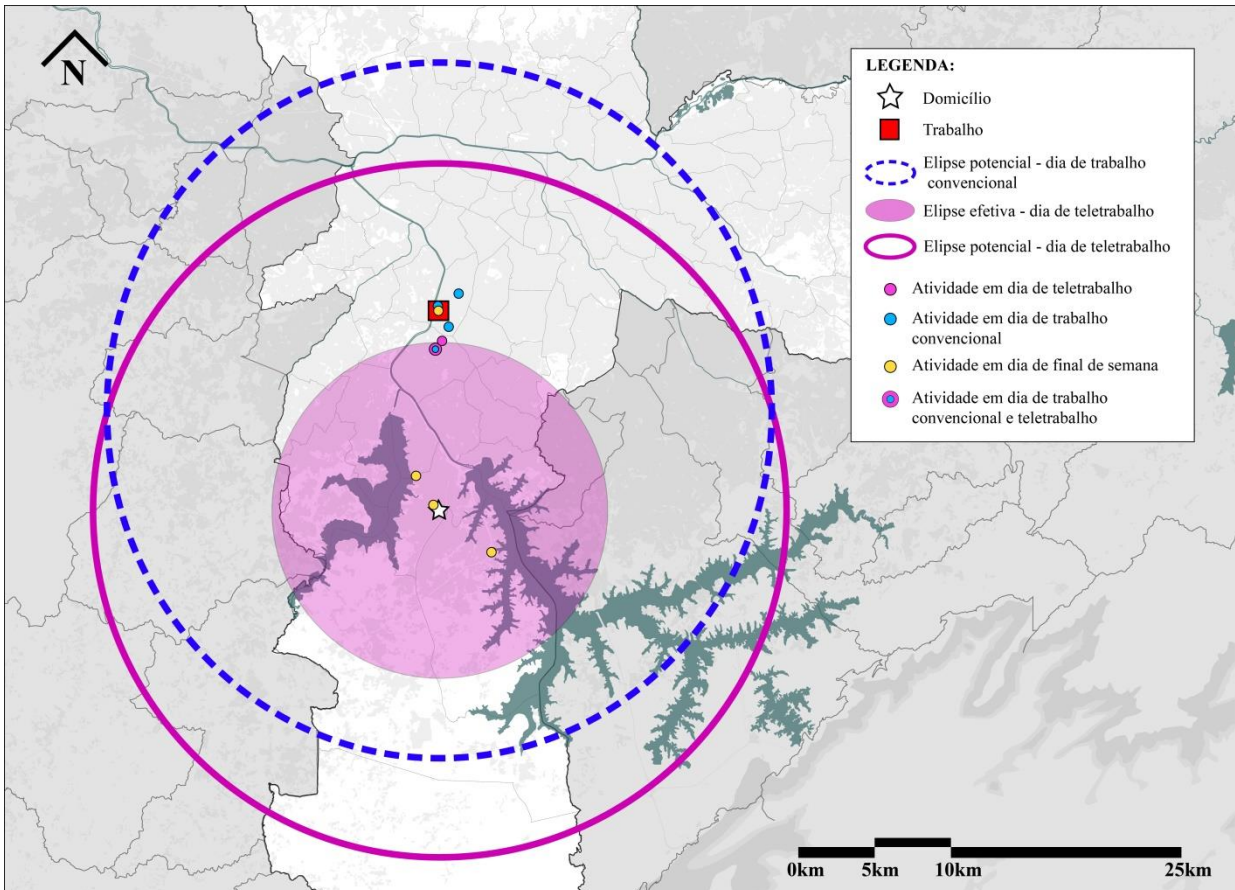 N
LEGENDA:
Domicílio
Trabalho
Elipse potencial - dia de trabalho
convencional
Elipse efetiva - dia de teletrabalho
Elipse potencial - dia de teletrabalho
Atividade em dia de teletrabalho
Atividade em dia de trabalho
convencional
Atividade em dia de final de semana
Atividade em dia de trabalho
convencional e teletrabalho
0km 5km 10km 25km